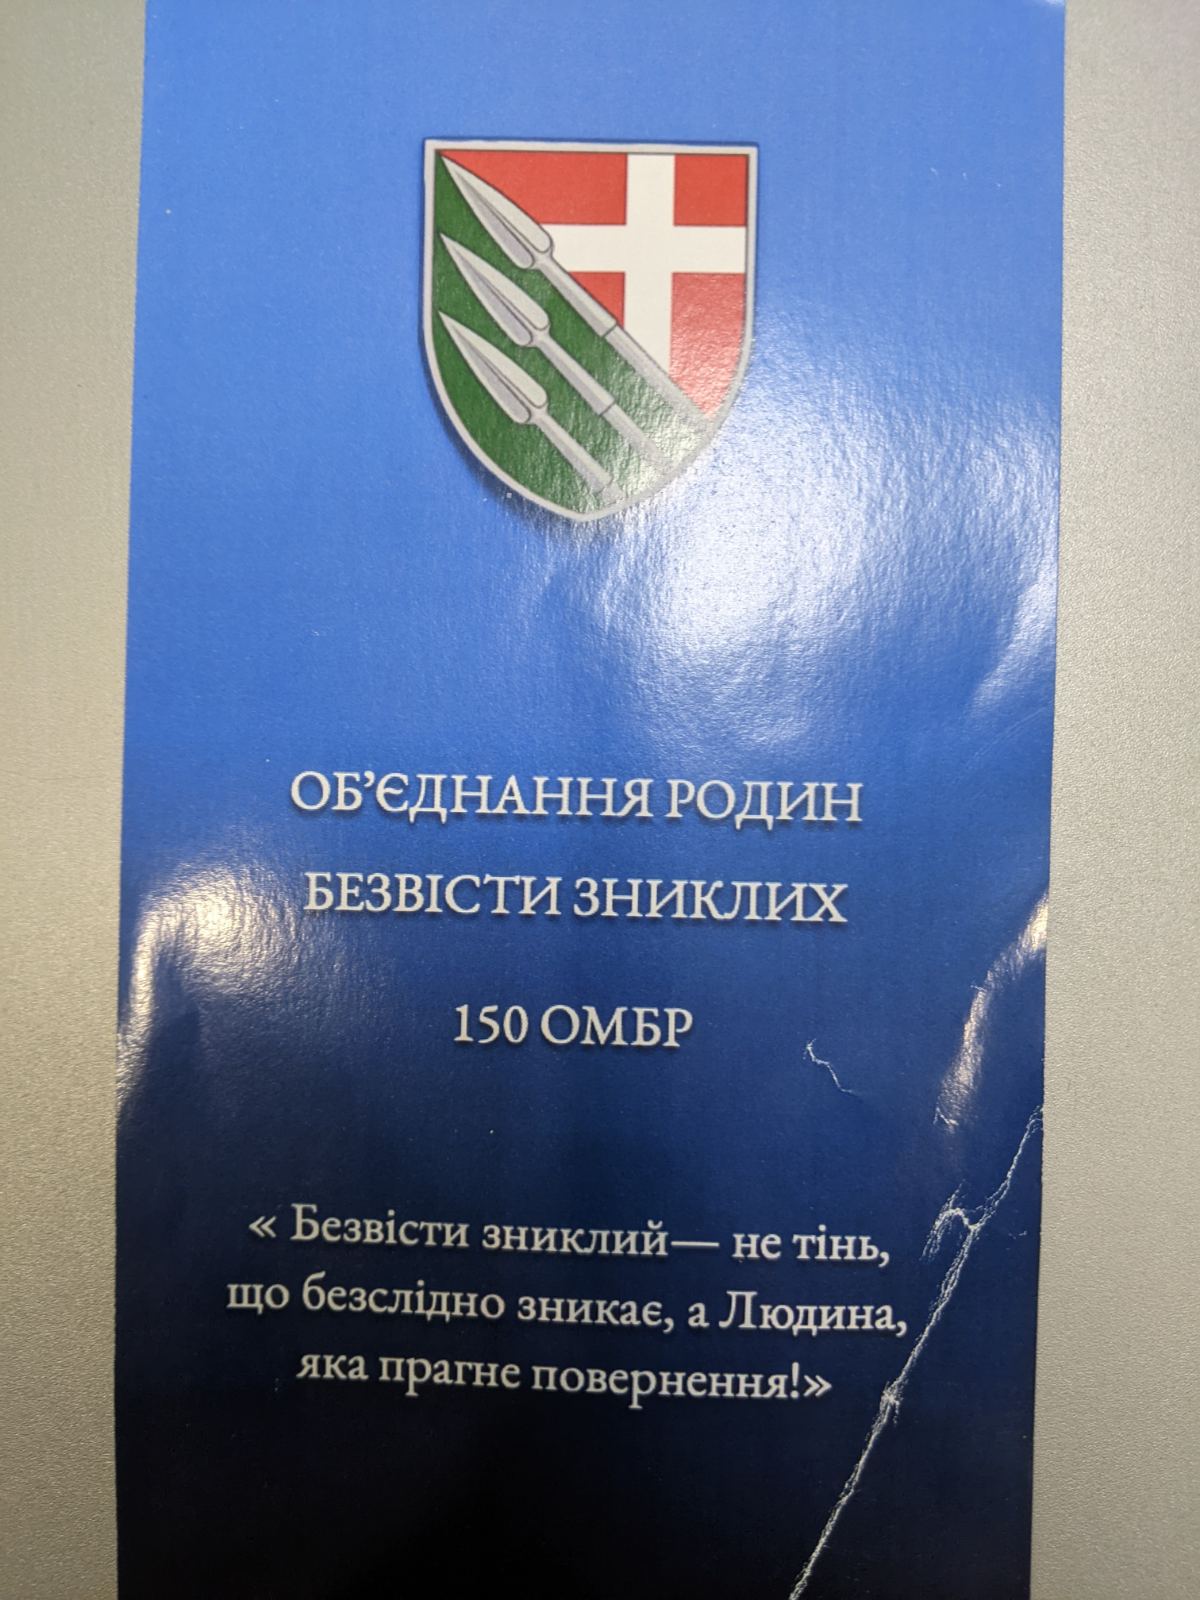 ОБ’ЄДНАННЯ РОДИН
БЕЗВІСТИ ЗНИКЛИХ
150 ОМБР
« Безвісти зниклий— не тінь,
що безслідно зникає, а Людина,
яка прагне повернення!»